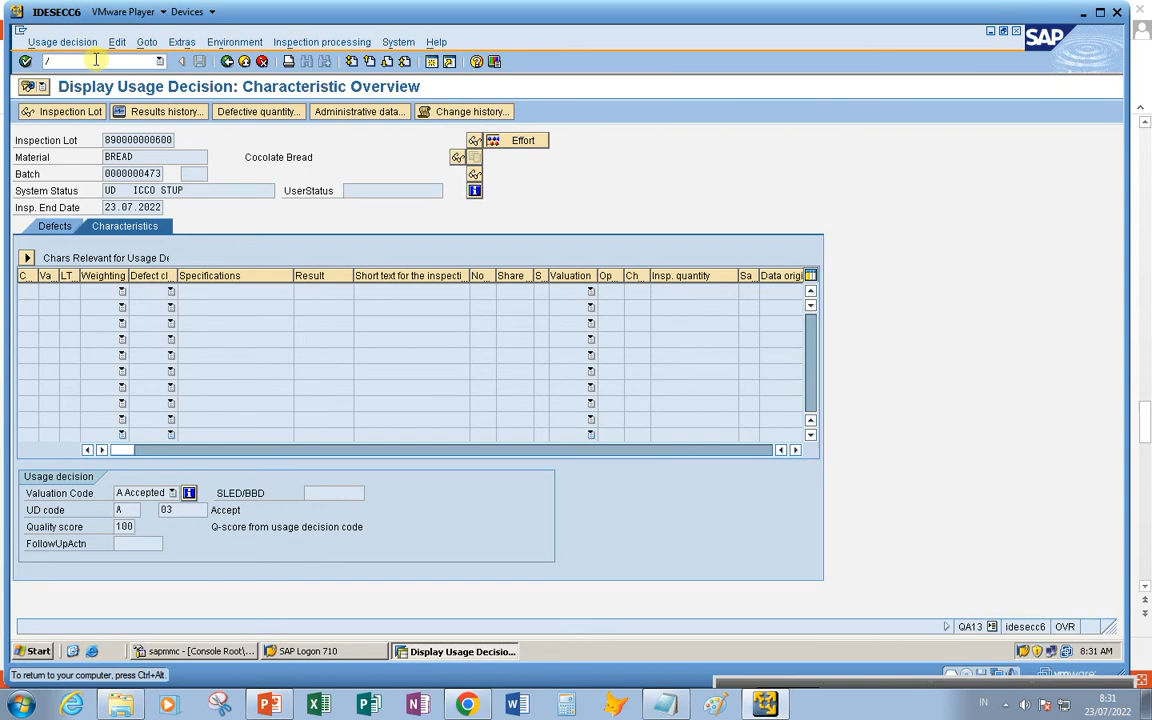 IDESECC6 VMware Player Devices
Usage decision Edit Goto Extras Environment Inspection processing System Help
SAP
/
Display Usage Decision: Characteristic Overview
Inspection Lot Results history... Defective quantity... Administrative data... Change history...
Inspection Lot 890000000600 Effort
Material BREAD Cocolate Bread
Batch 0000000473
System Status UD ICCO STUP UserStatus
Insp. End Date 23.07.2022
Defects Characteristics
Chars Relevant for Usage De
C... Va... LT... Weighting Defect cl... Specifications Result Short text for the inspecti... No... Share... S... Valuation Op... Ch... Insp. quantity Sa... Data origi
Usage decision
Valuation Code A Accepted SLED/BBD
UD code A 03 Accept
Quality score 100 Q-score from usage decision code
FollowUpActn
QA13 idesecc6 OVR
Start sapmmc - [Console Root\... SAP Logon 710 Display Usage Decisio... 8:31 AM
To return to your computer, press Ctrl+Alt.
IN 8:31
23/07/2022